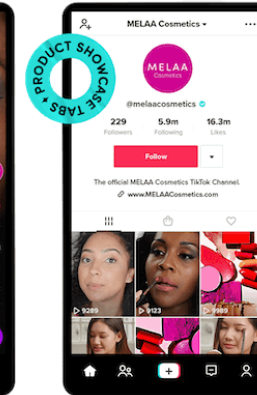 PRODUCT SHOWCASE TABS
MELAA Cosmetics
MELAA
Cosmetics
@melaacosmetics
229 5.9m 16.3m
Followers Following Likes
Follow
The official MELAA Cosmetics TikTok Channel.
www.MELAACosmetics.com
9289 9123 9989